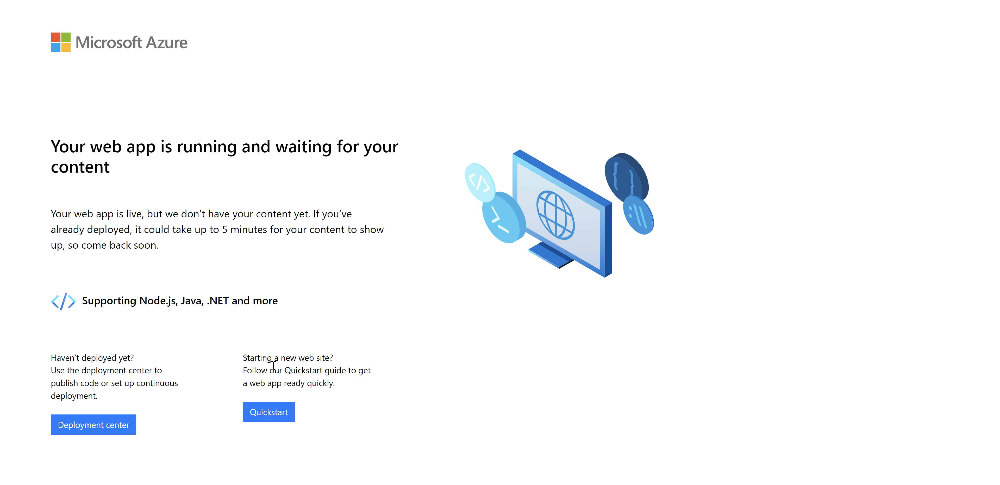 Microsoft Azure
Your web app is running and waiting for your
content
Your web app is live, but we don’t have your content yet. If you’ve
already deployed, it could take up to 5 minutes for your content to show
up, so come back soon.
</> Supporting Node.js, Java, .NET and more
Haven’t deployed yet?
Use the deployment center to
publish code or set up continuous
deployment.
Deployment center
Starting a new web site?
Follow our Quickstart guide to get
a web app ready quickly.
Quickstart